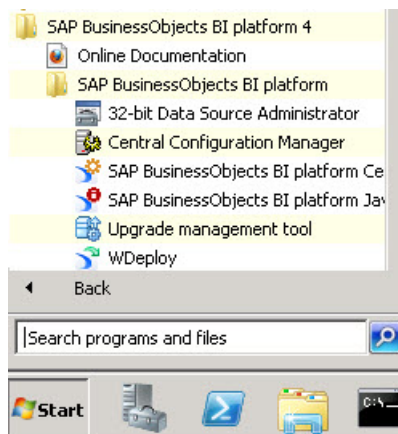 SAP BusinessObjects BI platform 4
Online Documentation
SAP BusinessObjects BI platform
32-bit Data Source Administrator
Central Configuration Manager
SAP BusinessObjects BI platform Ce
SAP BusinessObjects BI platform Jav
Upgrade management tool
WDeploy
Back
Search programs and files
Start
C:\